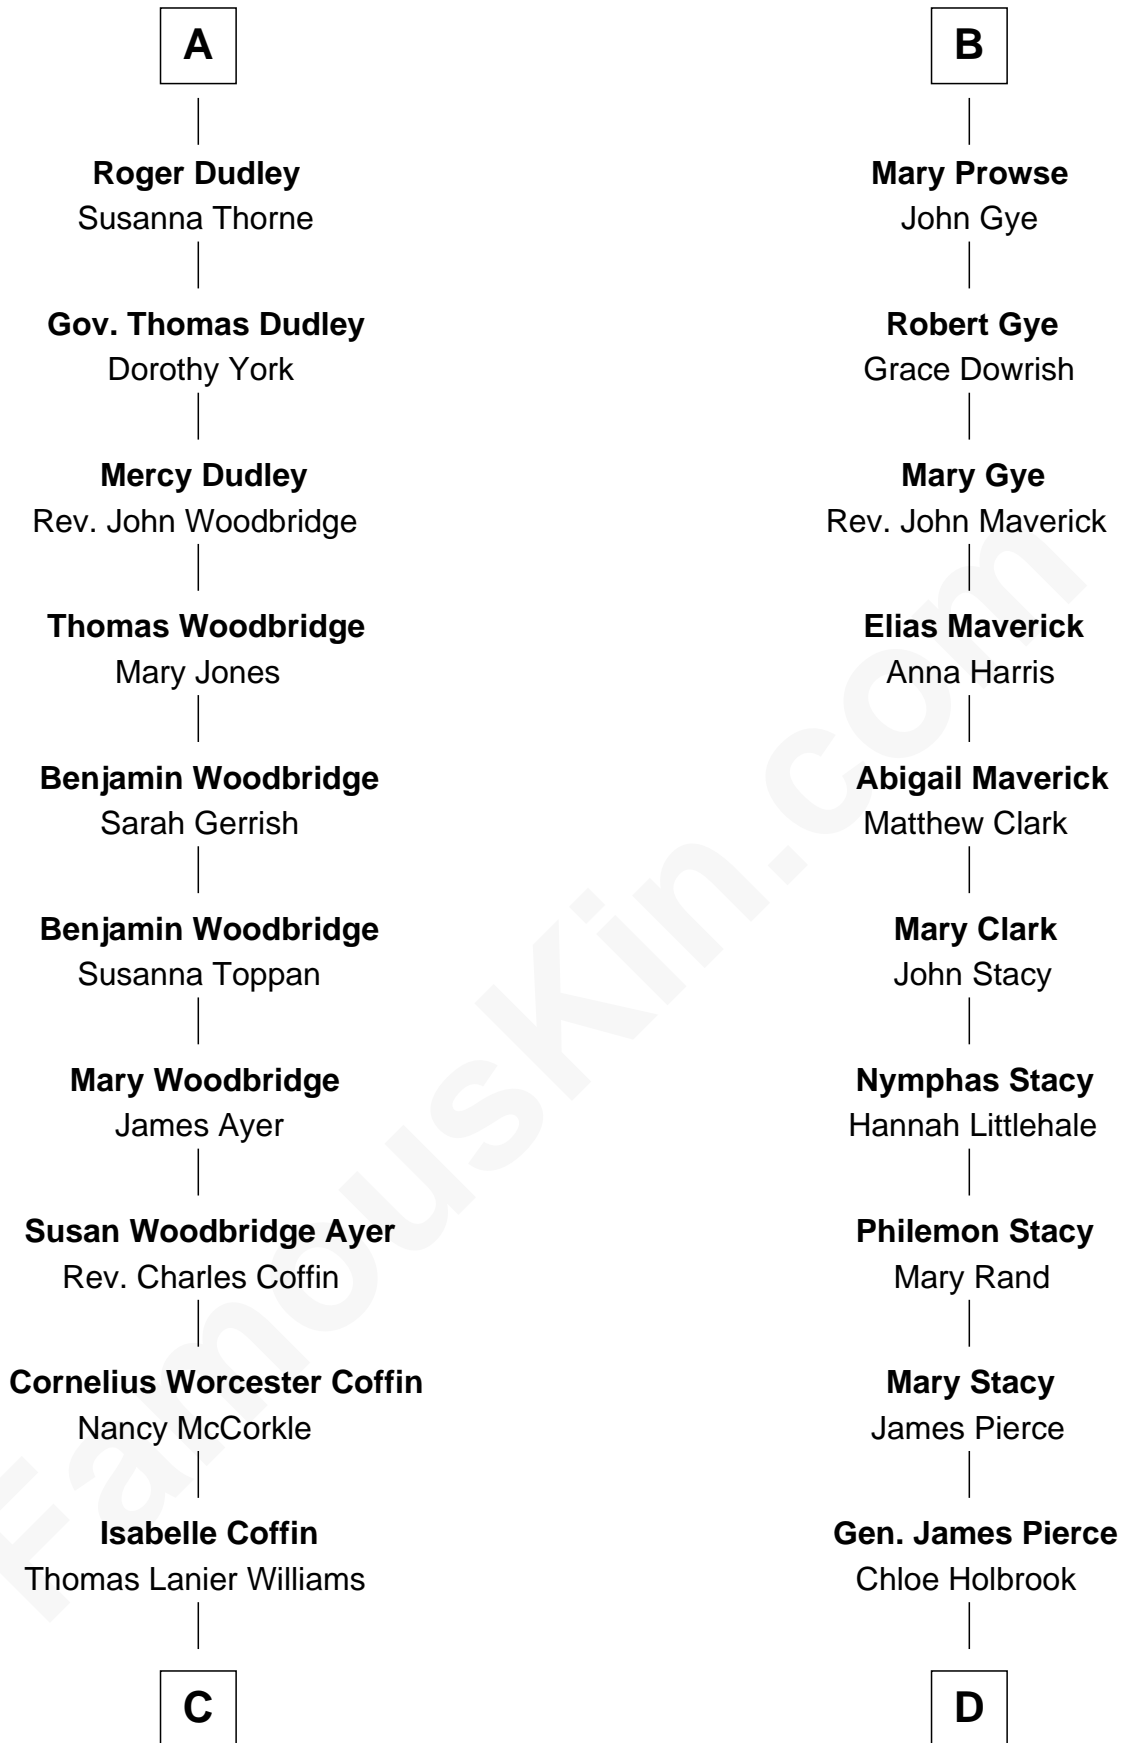 A
Roger Dudley
Susanna Thorne
Gov. Thomas Dudley
Dorothy York
Mercy Dudley
Rev. John Woodbridge
Thomas Woodbridge
Mary Jones
Benjamin Woodbridge
Sarah Gerrish
Benjamin Woodbridge
Susanna Toppan
Mary Woodbridge
James Ayer
Susan Woodbridge Ayer
Rev. Charles Coffin
Cornelius Worcester Coffin
Nancy McCorkle
Isabelle Coffin
Thomas Lanier Williams
C
B
Mary Prowse
John Gye
Robert Gye
Grace Dowrish
Mary Gye
Rev. John Maverick
Elias Maverick
Anna Harris
Abigail Maverick
Matthew Clark
Mary Clark
John Stacy
Nymphas Stacy
Hannah Littlehale
Philemon Stacy
Mary Rand
Mary Stacy
James Pierce
Gen. James Pierce
Chloe Holbrook
D
FamousKin.com